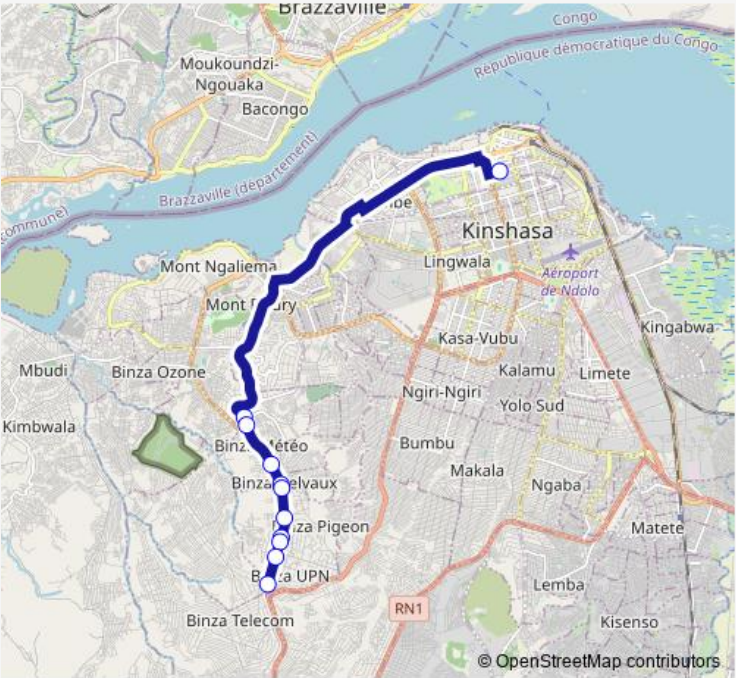 Brazzaville
Congo
République démocratique du Congo
Moukoundzi-
Ngouaka
Bacongo
Brazzaville (département)
commune)
Kinshasa
Mont Ngaliema
Lingwala
Aéroport
de Ndolo
Kingabwa
Kasa-Vubu
Mbudi
Binza Ozone
Kalamu
Limete
Ngiri-Ngiri
Yolo Sud
Kimbwala
Bumbu
Makala
Ngaba
Matete
Binza UPN
Lemba
RN1
Binza Telecom
Kisenso
© OpenStreetMap contributors